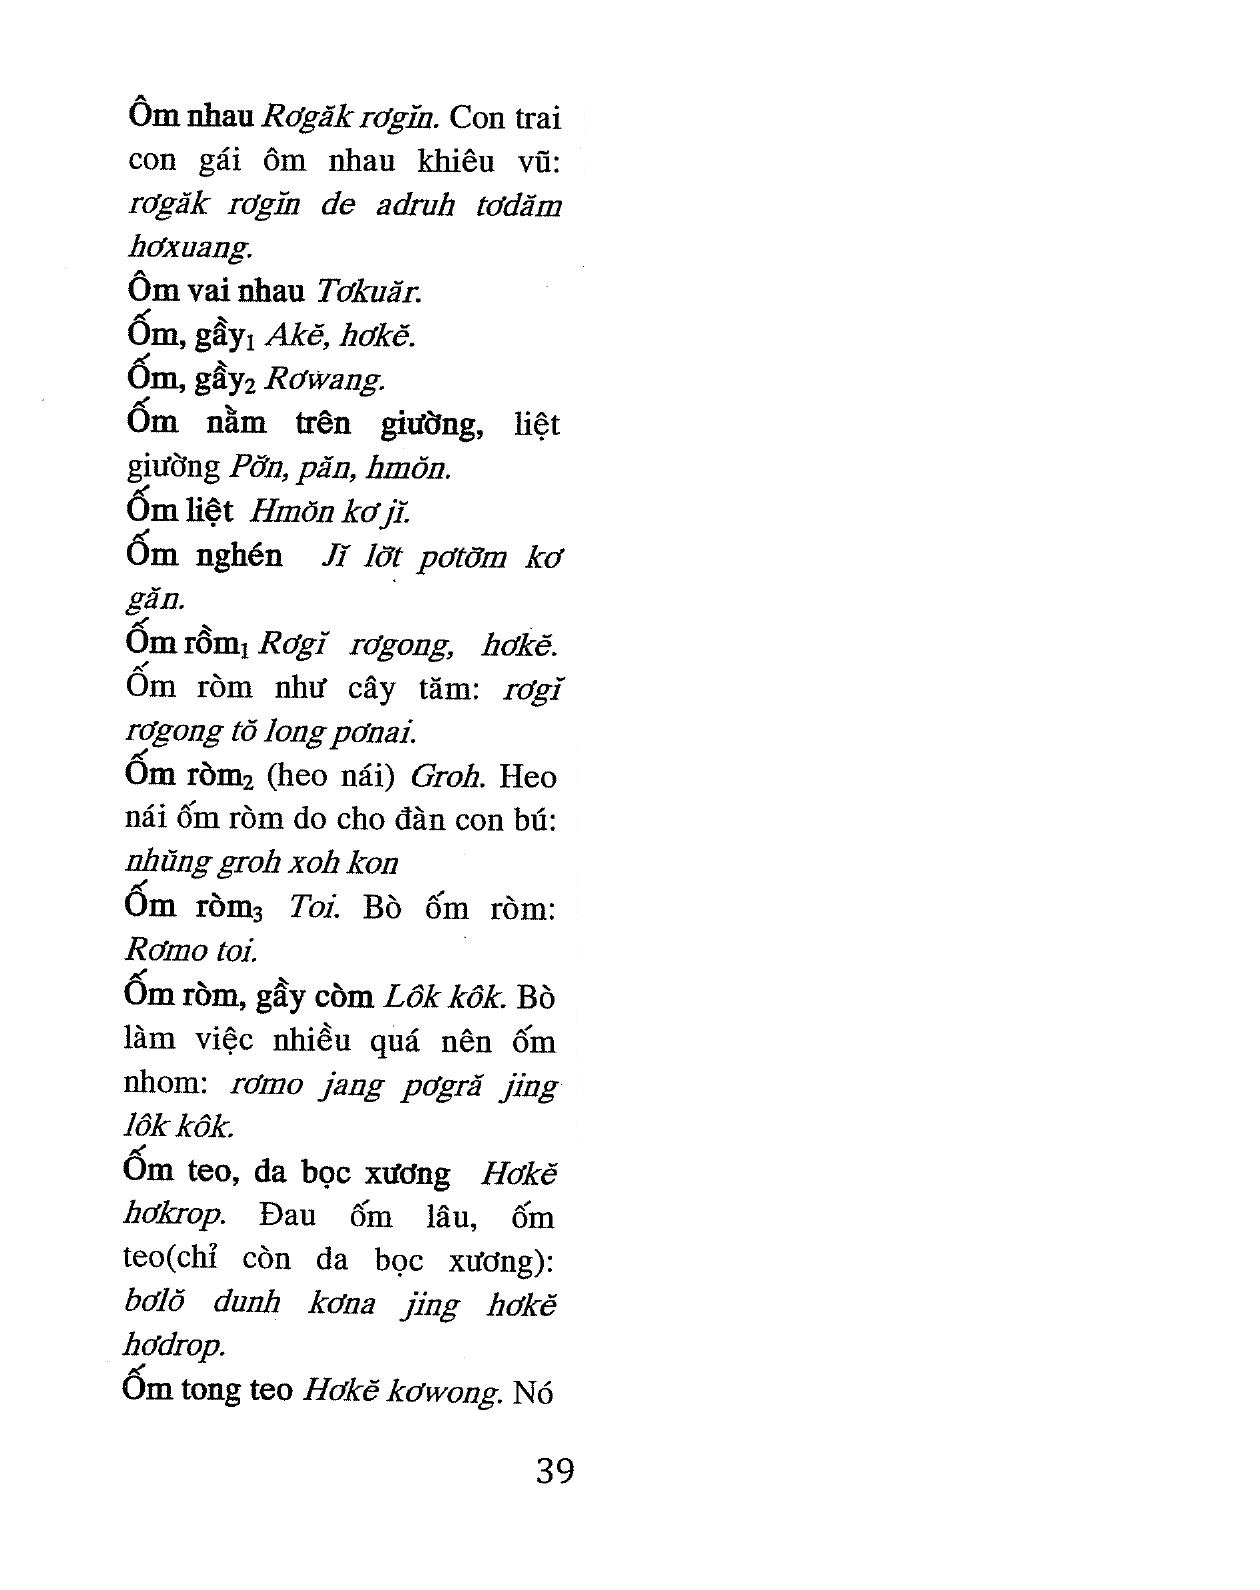 Ôm nhau Rơgăk rơgĭn. Con trai
con gái ôm nhau khiêu vũ:
rơgăk rơgĭn de adruh tơdăm
hơxuang.
Ôm vai nhau Tơkuăr.
Ốm, gầy₁ Akĕ, hơkĕ.
Ốm, gầy₂ Rơwang.
Ốm nằm trên giường, liệt
giường Pơ̆n, păn, hmŏn.
Ốm liệt Hmŏn kơ jĭ.
Ốm nghén Jĭ lơ̆t pơtơ̆m kơ
găn.
Ốm rồm₁ Rơgĭ rơgong, hơkĕ.
Ốm ròm như cây tăm: rơgĭ
rơgong tŏ long pơnai.
Ốm ròm₂ (heo nái) Groh. Heo
nái ốm ròm do cho đàn con bú:
nhŭng groh xoh kon
Ốm ròm₃ Toi. Bò ốm ròm:
Rơmo toi.
Ốm ròm, gầy còm Lôk kôk. Bò
làm việc nhiều quá nên ốm
nhom: rơmo jang pơgră jing
lôk kôk.
Ốm teo, da bọc xương Hơkĕ
hơkrop. Đau ốm lâu, ốm
teo(chỉ còn da bọc xương):
bơlŏ dunh kơna jing hơkĕ
hơdrop.
Ốm tong teo Hơkĕ kơwong. Nó
39